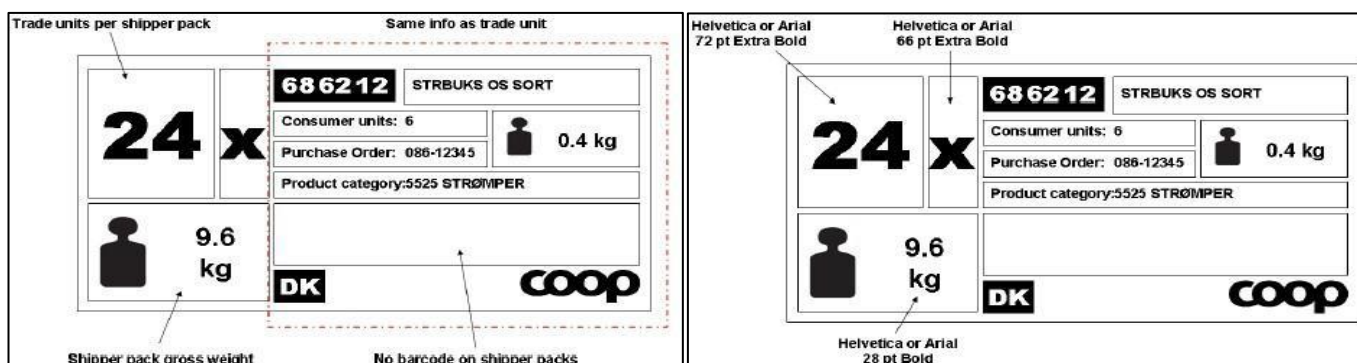 Trade units per shipper pack
Same info as trade unit
24 x
686212
STRBUKS OS SORT
Consumer units: 6
Purchase Order: 086-12345
0.4 kg
Product category:5525 STRØMPER
9.6
kg
DK
coop
Shipper pack gross weight
No barcode on shipper packs
Helvetica or Arial
72 pt Extra Bold
Helvetica or Arial
66 pt Extra Bold
24 x
686212
STRBUKS OS SORT
Consumer units: 6
Purchase Order: 086-12345
0.4 kg
Product category:5525 STRØMPER
9.6
kg
DK
coop
Helvetica or Arial
28 pt Bold